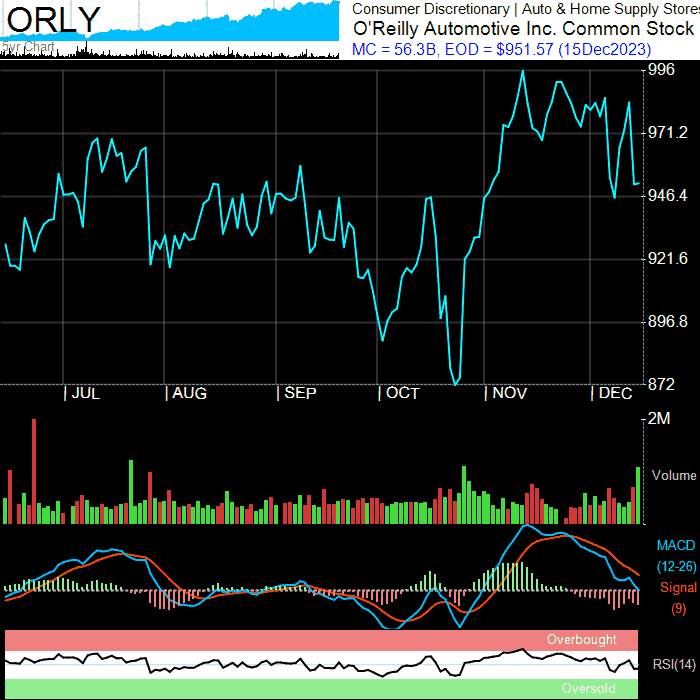 ORLY
5yr Chart
Consumer Discretionary | Auto & Home Supply Stores
O'Reilly Automotive Inc. Common Stock
MC = 56.3B, EOD = $951.57 (15Dec2023)
996
971.2
946.4
921.6
896.8
872
| JUL | AUG | SEP | OCT | NOV | DEC
2M
Volume
MACD
(12-26)
Signal
(9)
Overbought
RSI(14)
Oversold